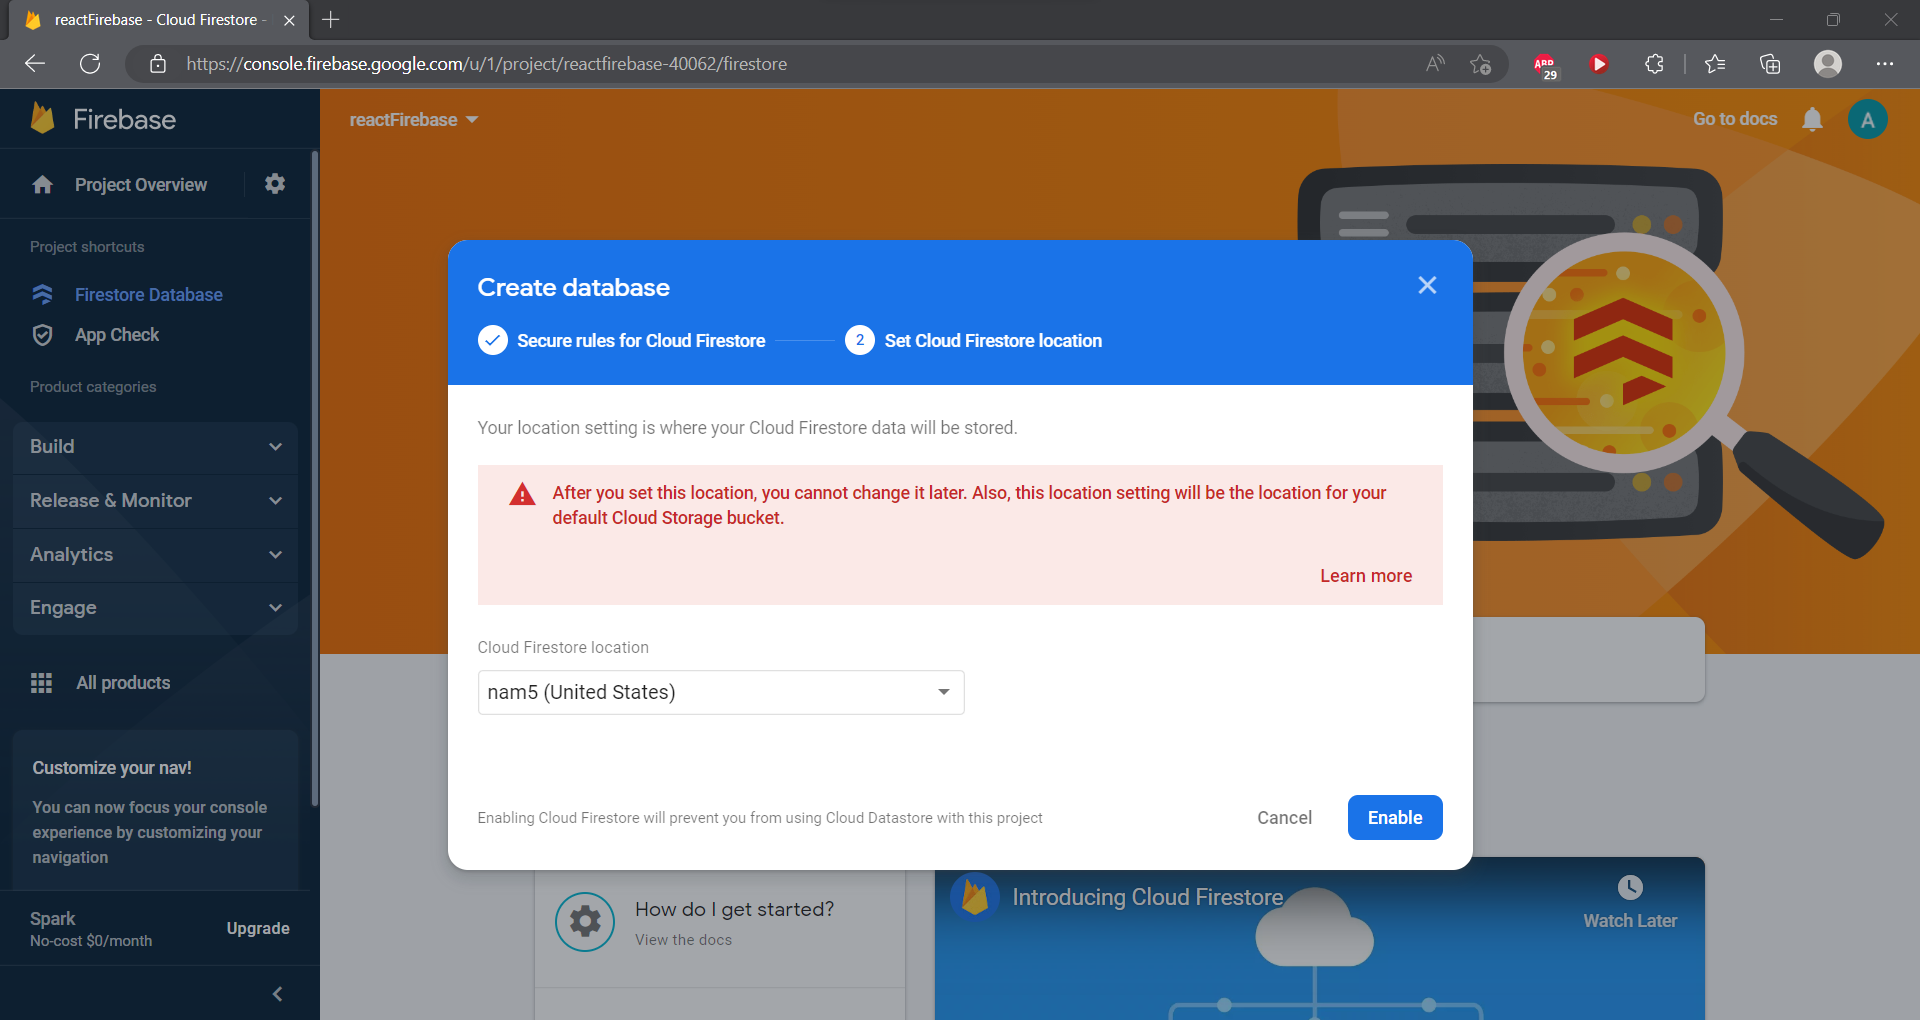 reactFirebase - Cloud Firestore -
https://console.firebase.google.com/u/1/project/reactfirebase-40062/firestore
ABP
29
Firebase
reactFirebase
Go to docs
A
Project Overview
Project shortcuts
Firestore Database
App Check
Product categories
Build
Release & Monitor
Analytics
Engage
All products
Customize your nav!
You can now focus your console
experience by customizing your
navigation
Spark
No-cost $0/month
Upgrade
Create database
Secure rules for Cloud Firestore
2
Set Cloud Firestore location
Your location setting is where your Cloud Firestore data will be stored.
After you set this location, you cannot change it later. Also, this location setting will be the location for your
default Cloud Storage bucket.
Learn more
Cloud Firestore location
nam5 (United States)
Enabling Cloud Firestore will prevent you from using Cloud Datastore with this project
Cancel
Enable
How do I get started?
View the docs
Introducing Cloud Firestore
Watch Later